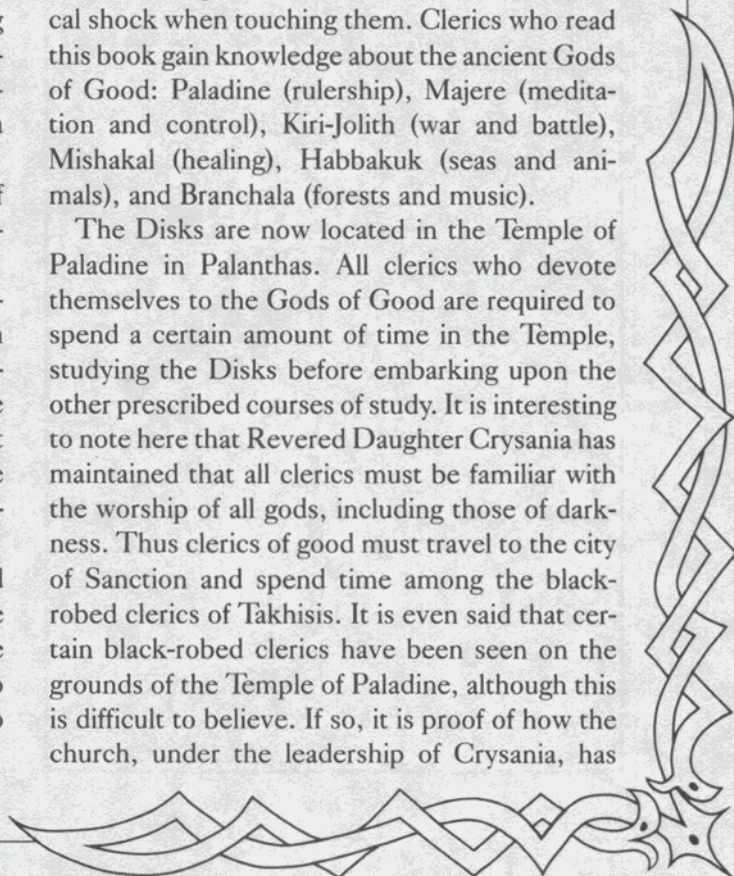 cal shock when touching them. Clerics who read
this book gain knowledge about the ancient Gods
of Good: Paladine (rulership), Majere (medita-
tion and control), Kiri-Jolith (war and battle),
Mishakal (healing), Habbakuk (seas and ani-
mals), and Branchala (forests and music).
The Disks are now located in the Temple of
Paladine in Palanthas. All clerics who devote
themselves to the Gods of Good are required to
spend a certain amount of time in the Temple,
studying the Disks before embarking upon the
other prescribed courses of study. It is interesting
to note here that Revered Daughter Crysania has
maintained that all clerics must be familiar with
the worship of all gods, including those of dark-
ness. Thus clerics of good must travel to the city
of Sanction and spend time among the black-
robed clerics of Takhisis. It is even said that cer-
tain black-robed clerics have been seen on the
grounds of the Temple of Paladine, although this
is difficult to believe. If so, it is proof of how the
church, under the leadership of Crysania, has